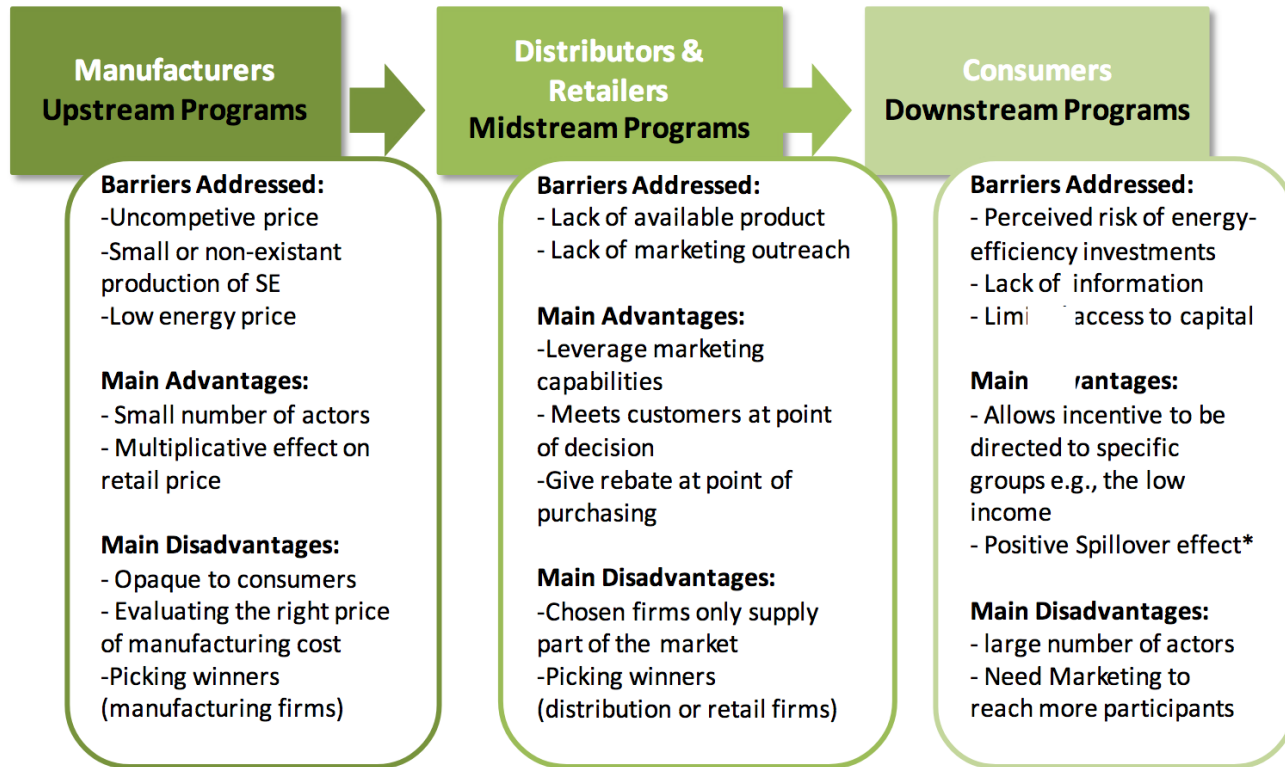 Manufacturers
Upstream Programs
Distributors &
Retailers
Midstream Programs
Consumers
Downstream Programs
Barriers Addressed:
-Uncompetive price
-Small or non-existant
production of SE
-Low energy price
Main Advantages:
- Small number of actors
- Multiplicative effect on
retail price
Main Disadvantages:
- Opaque to consumers
- Evaluating the right price
of manufacturing cost
-Picking winners
(manufacturing firms)
Barriers Addressed:
- Lack of available product
- Lack of marketing outreach
Main Advantages:
-Leverage marketing
capabilities
- Meets customers at point
of decision
-Give rebate at point of
purchasing
Main Disadvantages:
-Chosen firms only supply
part of the market
-Picking winners
(distribution or retail firms)
Barriers Addressed:
- Perceived risk of energy-
efficiency investments
- Lack of information
- access to capital
Main
- Allows incentive to be
directed to specific
groups e.g., the low
income
- Positive Spillover effect*
Main Disadvantages:
- large number of actors
- Need Marketing to
reach more participants